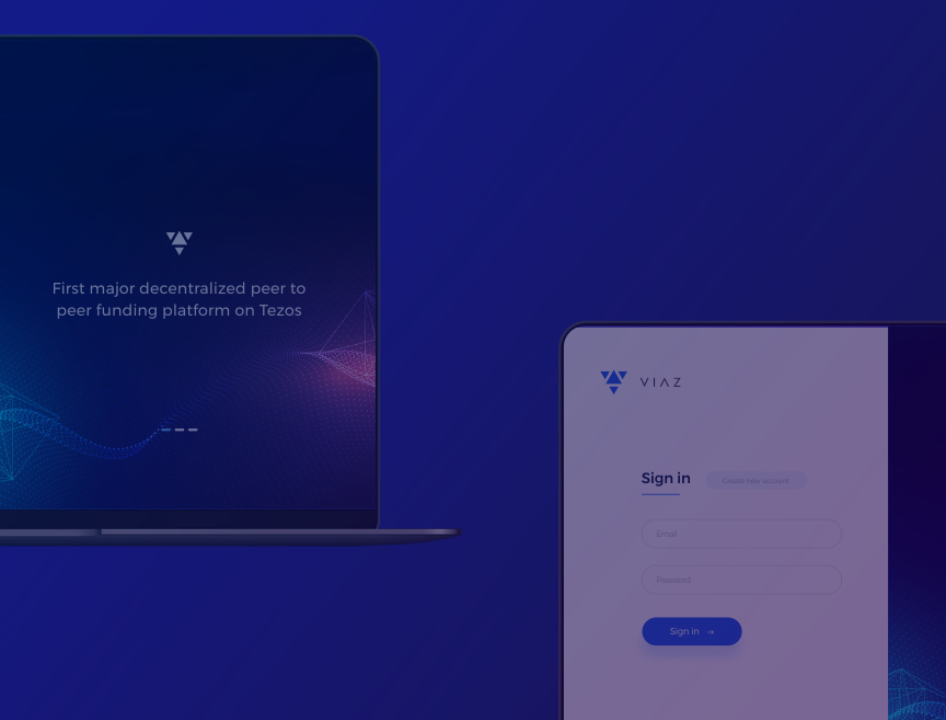 First major decentralized peer to
peer funding platform on Tezos
VIAZ
Sign in
Create new account
Email
Password
Sign in →